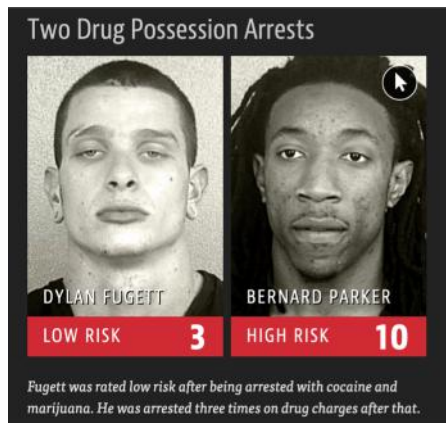 Two Drug Possession Arrests
DYLAN FUGETT
BERNARD PARKER
LOW RISK 3
HIGH RISK 10
Fugett was rated low risk after being arrested with cocaine and
marijuana. He was arrested three times on drug charges after that.